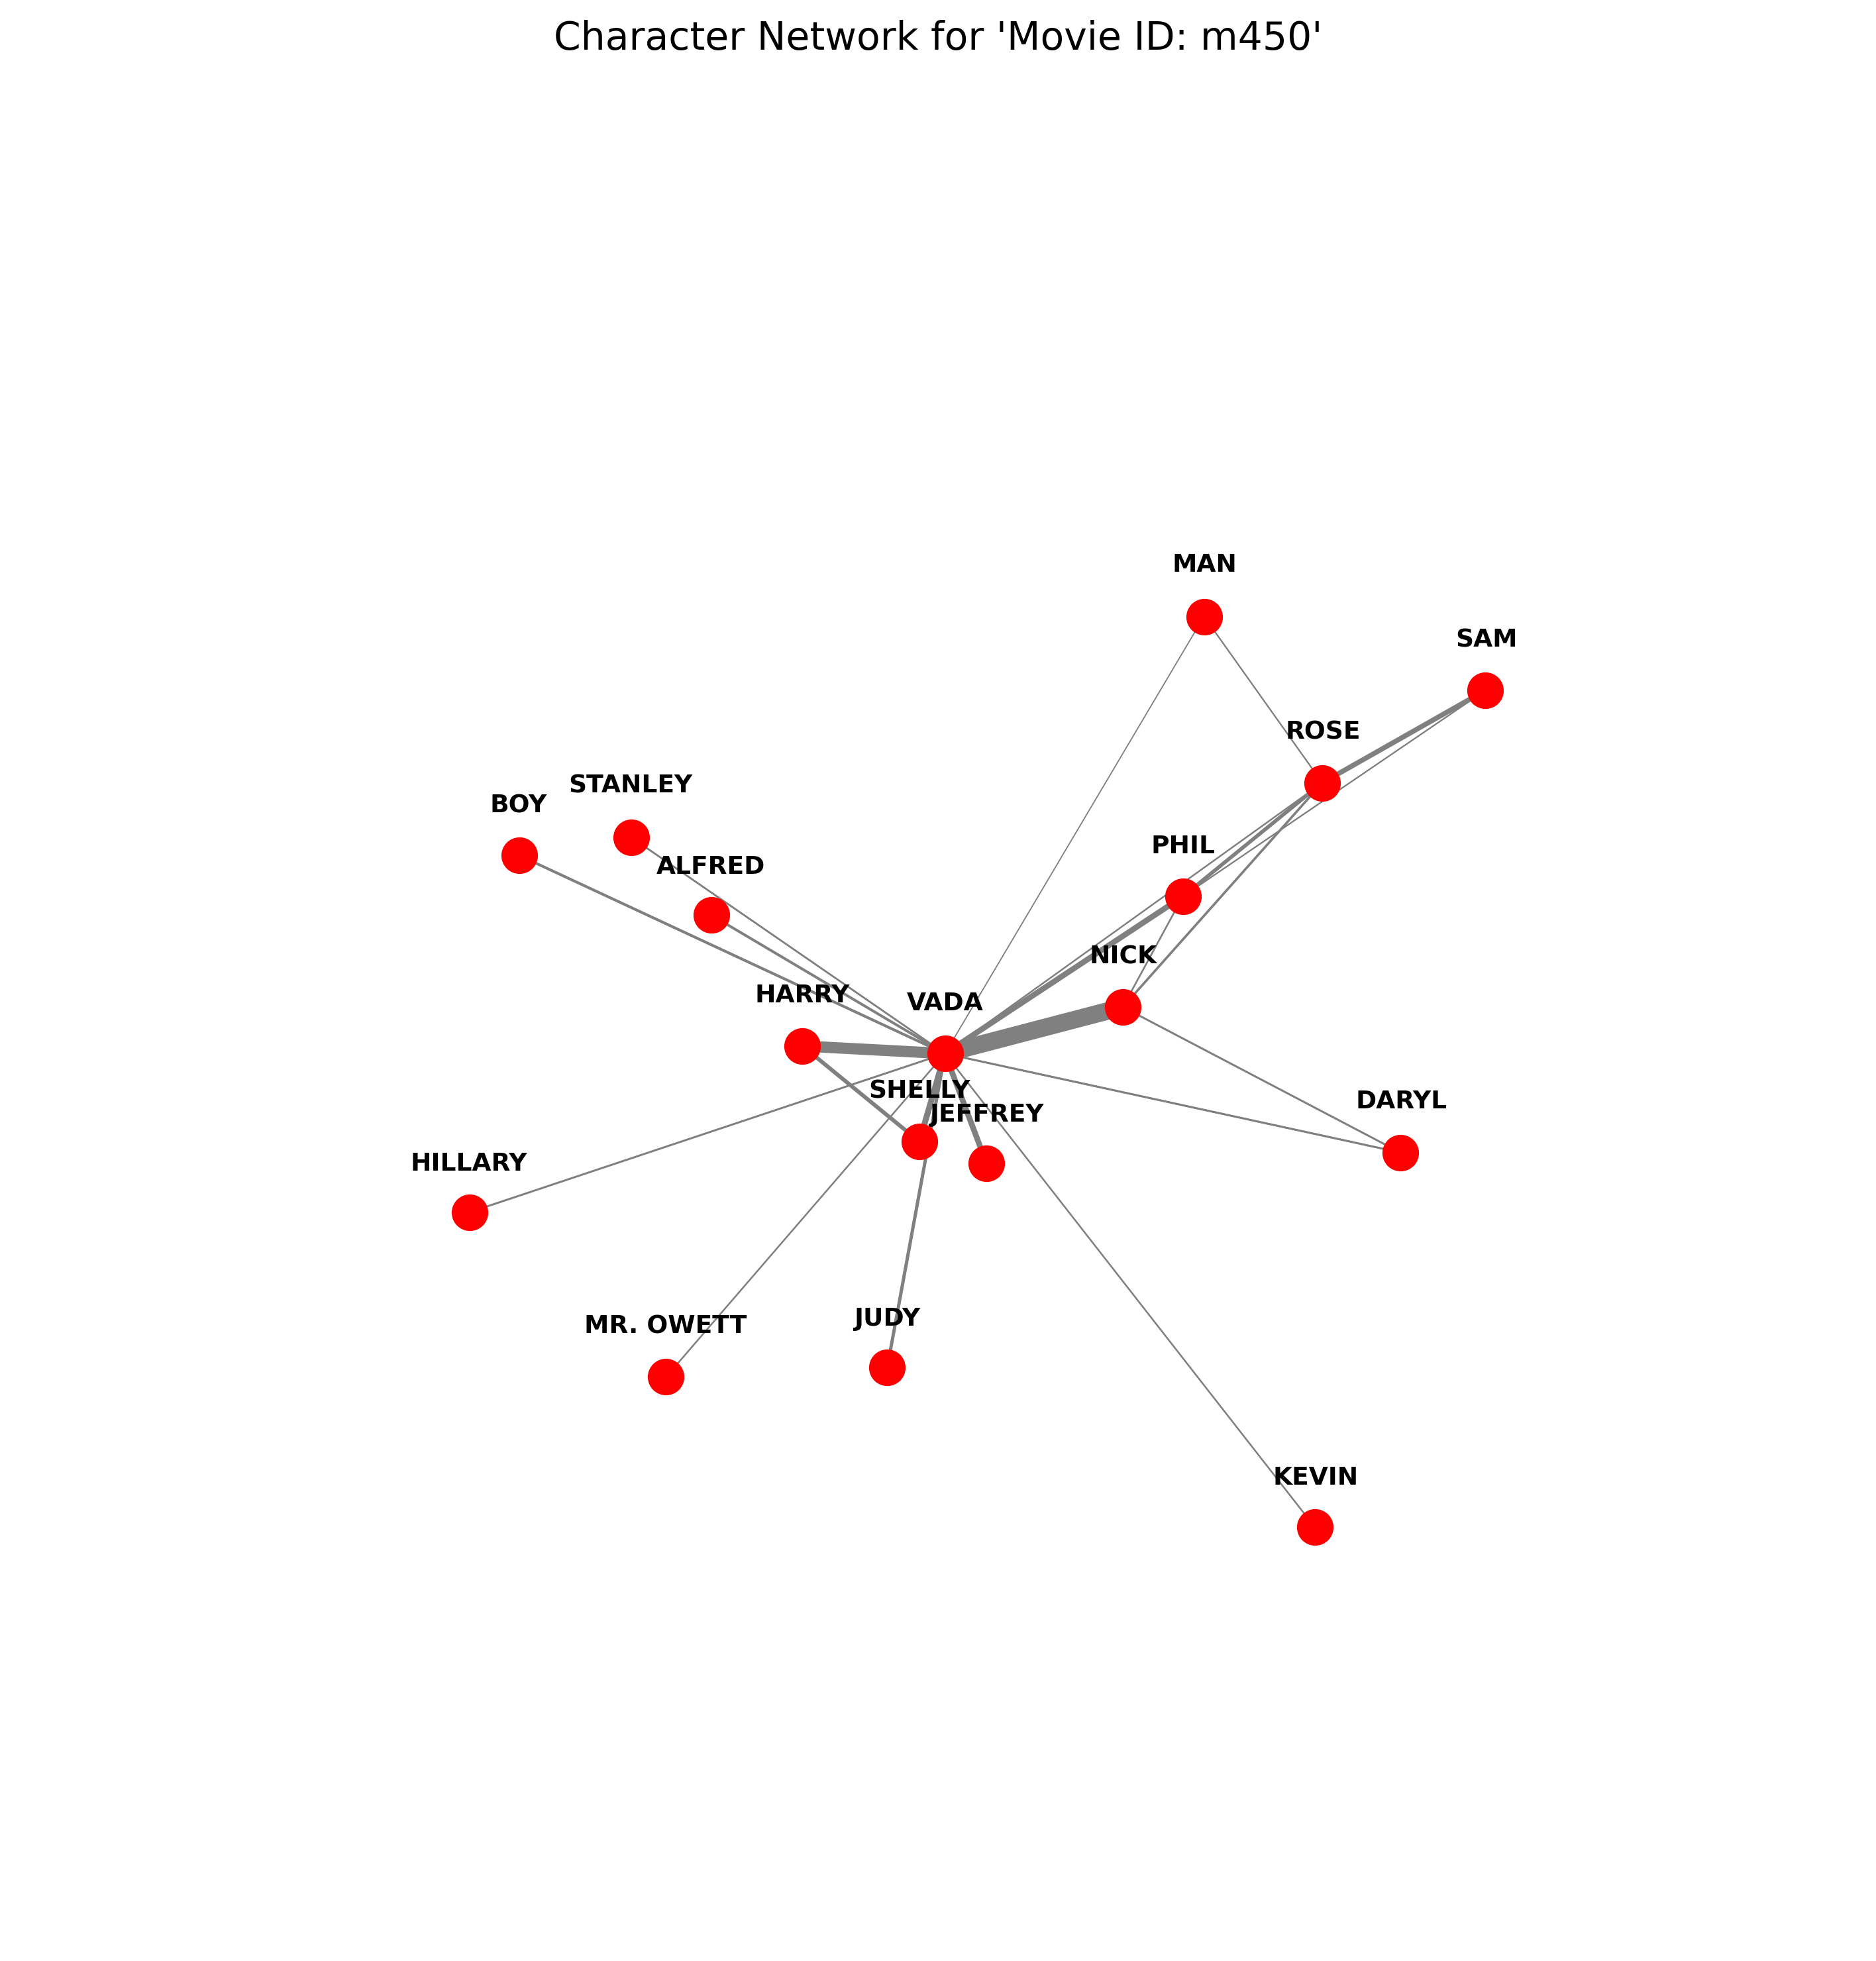 Character Network for 'Movie ID: m450'
MAN
SAM
ROSE
STANLEY
BOY
PHIL
ALFRED
NICK
HARRY
VADA
SHELLY
JEFFREY
DARYL
HILLARY
JUDY
MR. OWETT
KEVIN